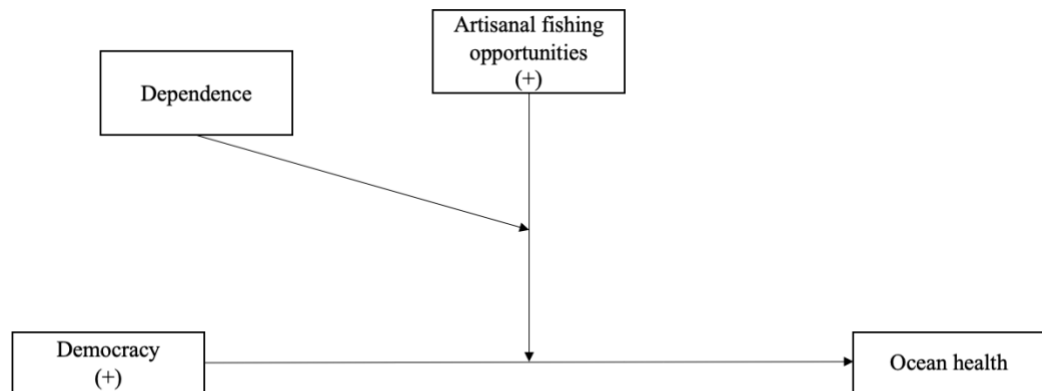 Artisanal fishing
opportunities
(+)
Dependence
Democracy
(+)
Ocean health